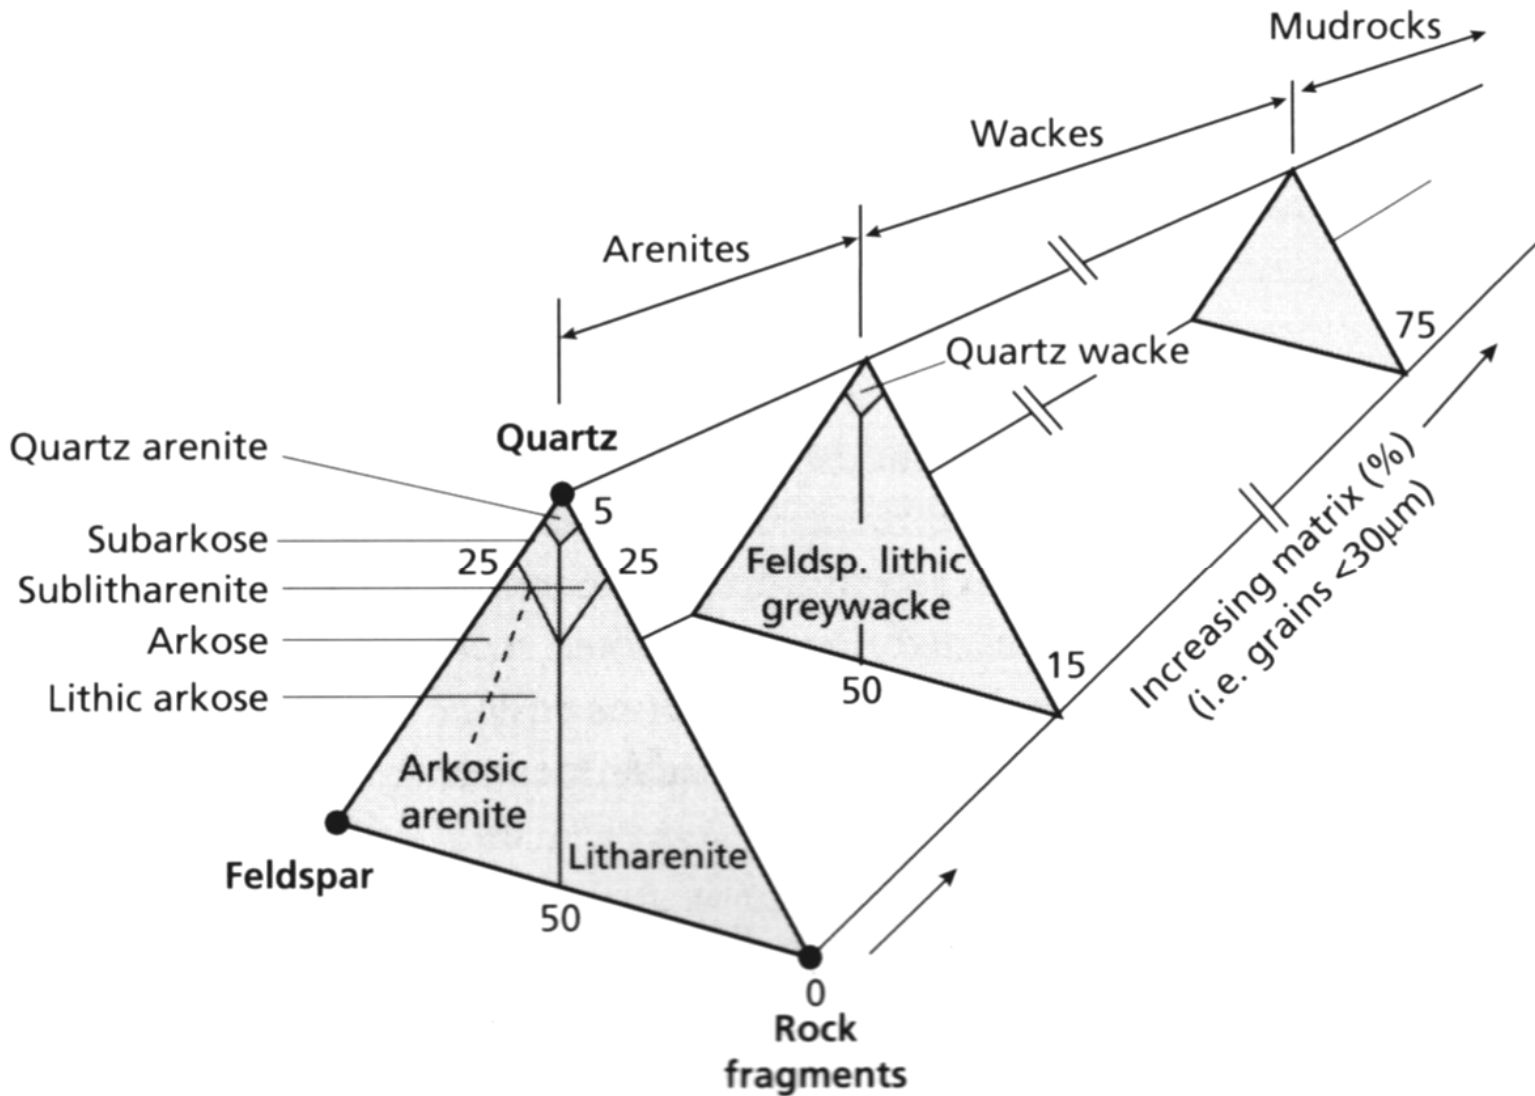 Mudrocks
Wackes
Arenites
Quartz wacke
75
Quartz
Quartz arenite
5
Subarkose
25
25
Sublitharenite
Arkose
Lithic arkose
Feldsp. lithic
greywacke
15
50
Increasing matrix (%)
(i.e. grains <30µm)
Arkosic
arenite
Litharenite
Feldspar
50
0
Rock
fragments